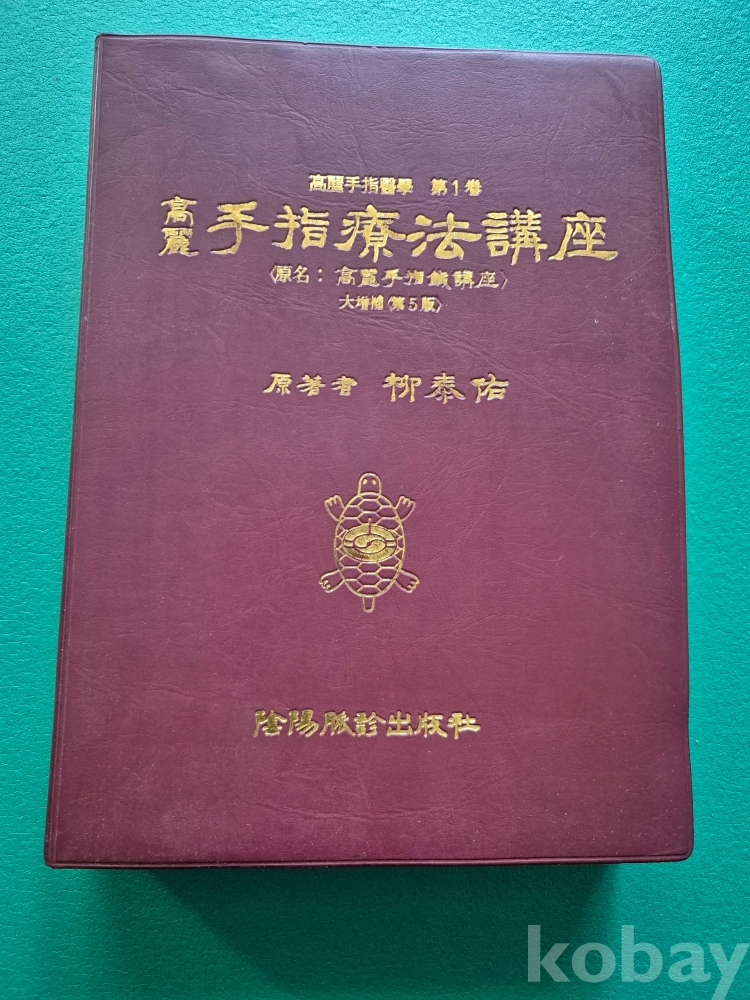 高麗手指醫學 第1卷
高麗 手指療法講座
〈原名: 高麗手指鍼講座〉
大增補〈第5版〉
原著者 柳泰佑
陰陽脈診出版社
kobay